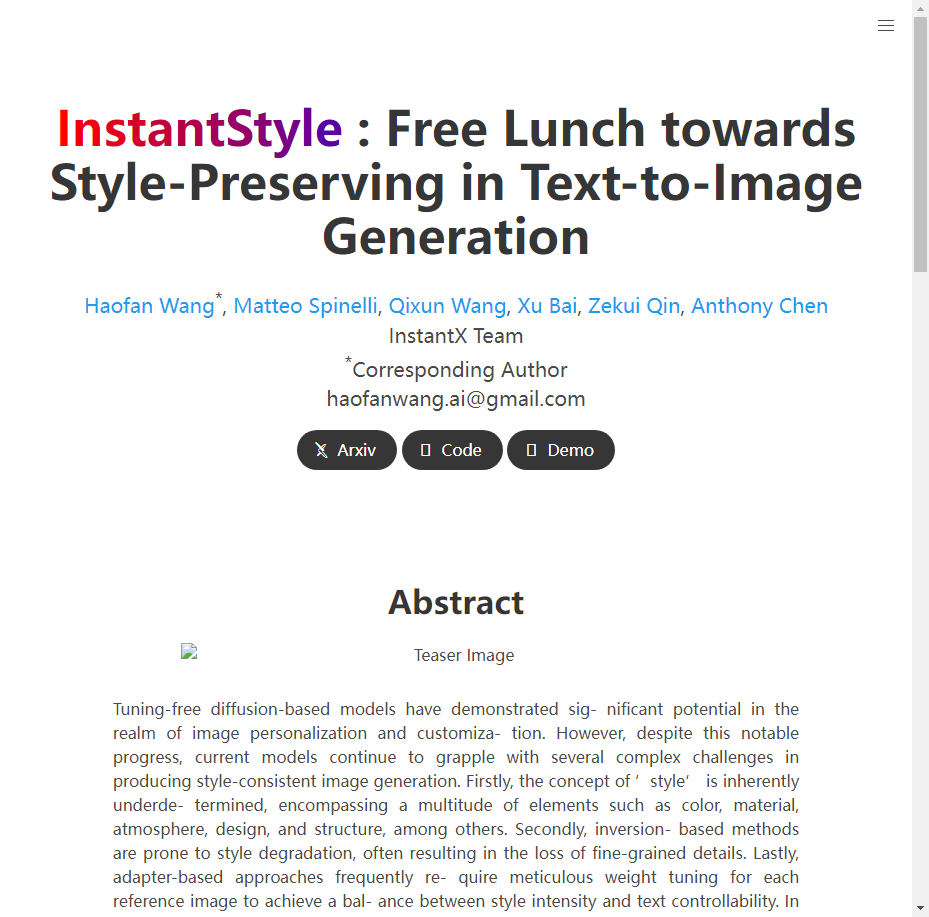 InstantStyle : Free Lunch towards
Style-Preserving in Text-to-Image
Generation
Haofan Wang*, Matteo Spinelli, Qixun Wang, Xu Bai, Zekui Qin, Anthony Chen
InstantX Team
*Corresponding Author
haofanwang.ai@gmail.com
Arxiv Code Demo
Abstract
Teaser Image
Tuning-free diffusion-based models have demonstrated sig- nificant potential in the
realm of image personalization and customiza- tion. However, despite this notable
progress, current models continue to grapple with several complex challenges in
producing style-consistent image generation. Firstly, the concept of ‘ style’ is inherently
underde- termined, encompassing a multitude of elements such as color, material,
atmosphere, design, and structure, among others. Secondly, inversion- based methods
are prone to style degradation, often resulting in the loss of fine-grained details. Lastly,
adapter-based approaches frequently re- quire meticulous weight tuning for each
reference image to achieve a bal- ance between style intensity and text controllability. In